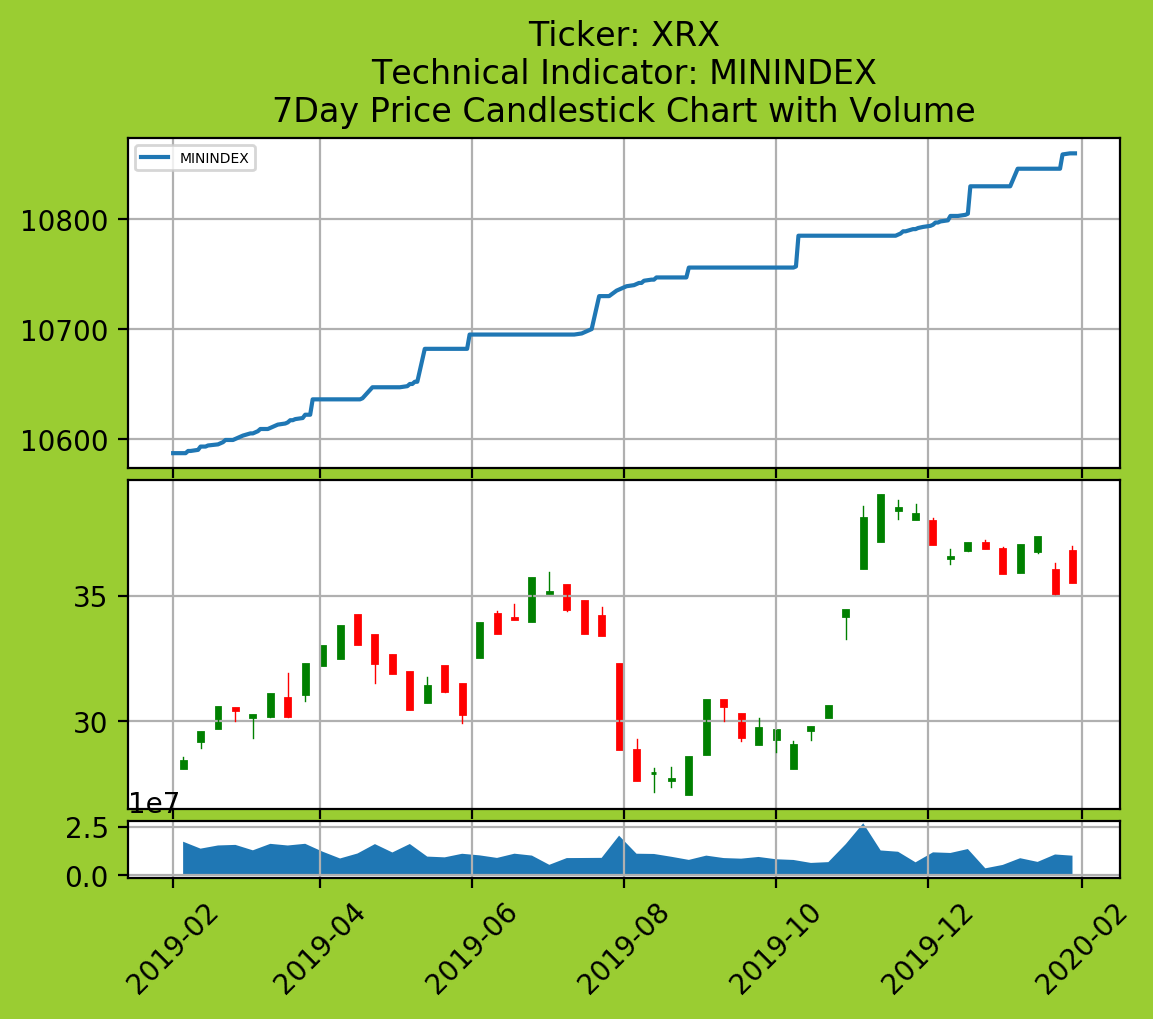 Ticker: XRX
Technical Indicator: MININDEX
7Day Price Candlestick Chart with Volume
MININDEX
10800
10700
10600
35
30
1e7
2.5
0.0
2019-02
2019-04
2019-06
2019-08
2019-10
2019-12
2020-02